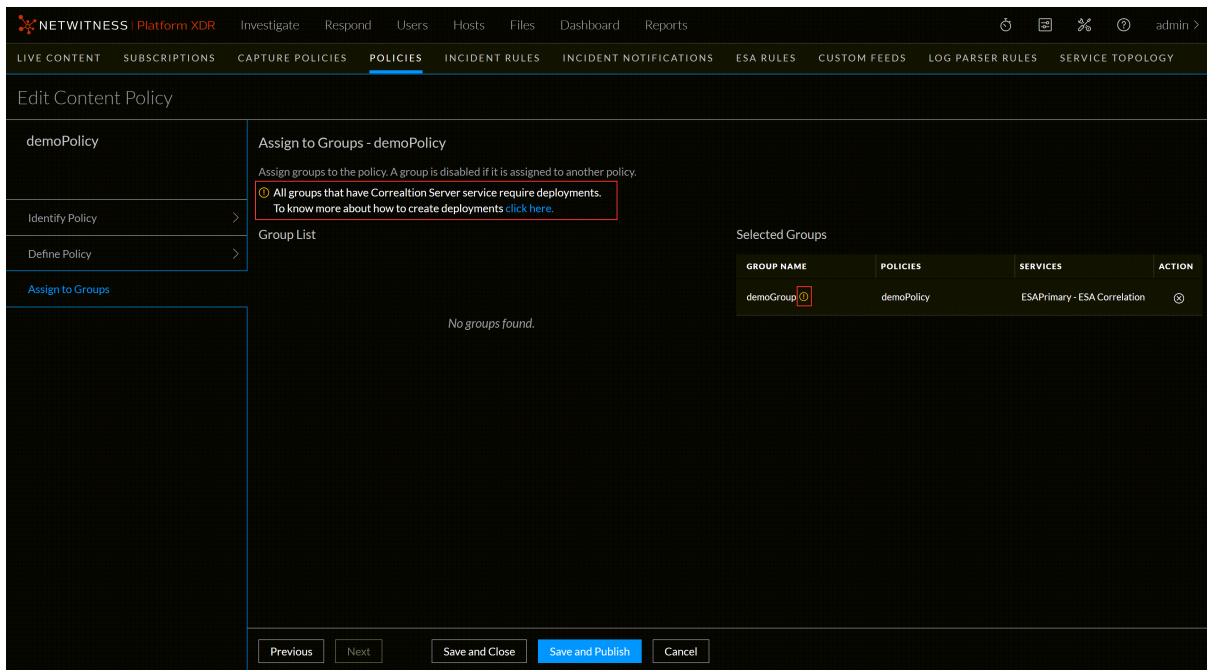 NETWITNESS | Platform XDR Investigate Respond Users Hosts Files Dashboard Reports admin >
LIVE CONTENT SUBSCRIPTIONS CAPTURE POLICIES POLICIES INCIDENT RULES INCIDENT NOTIFICATIONS ESA RULES CUSTOM FEEDS LOG PARSER RULES SERVICE TOPOLOGY
Edit Content Policy
demoPolicy
Identify Policy
Define Policy
Assign to Groups
Assign to Groups - demoPolicy
Assign groups to the policy. A group is disabled if it is assigned to another policy.
All groups that have Correaltion Server service require deployments.
To know more about how to create deployments click here.
Group List
No groups found.
Selected Groups
GROUP NAME POLICIES SERVICES ACTION
demoGroup demoPolicy ESAPrimary - ESA Correlation
Previous Next Save and Close Save and Publish Cancel